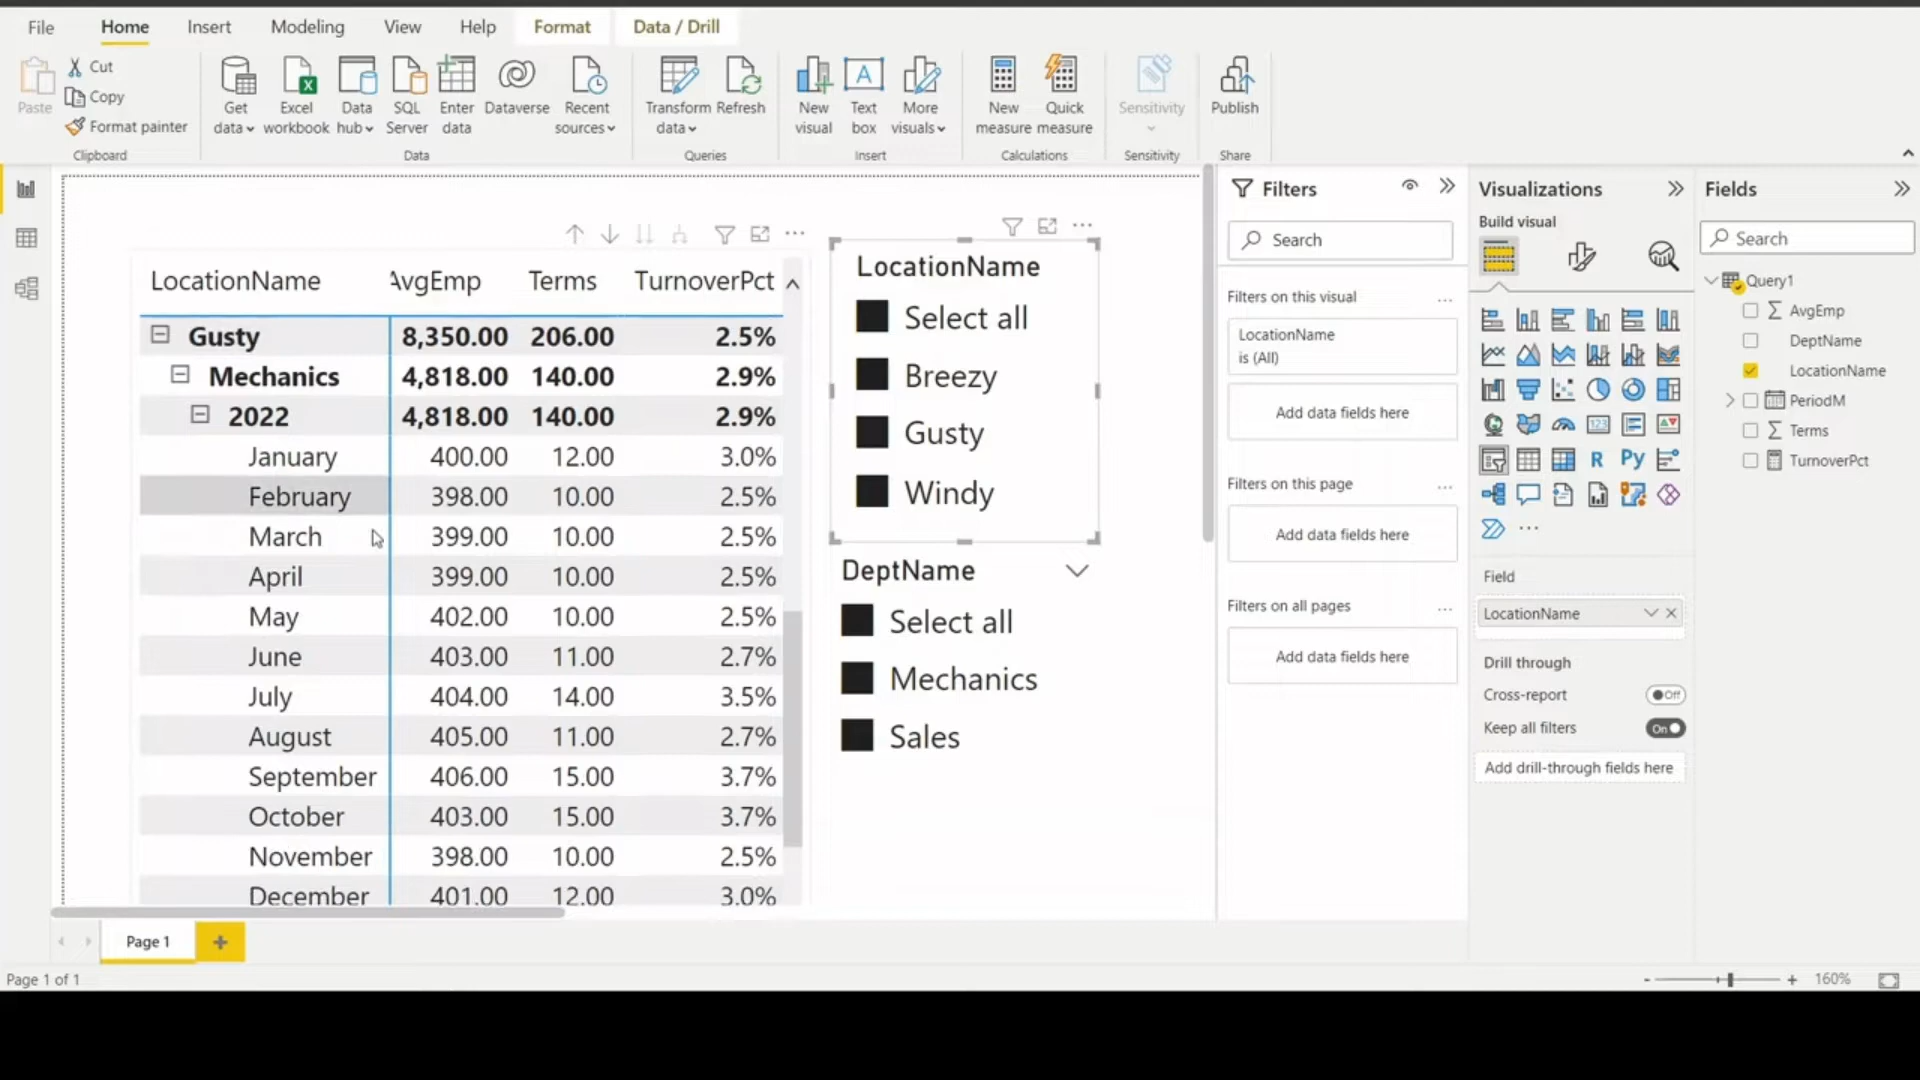 File Home Insert Modeling View Help Format Data / Drill
Paste
Cut
Copy
Format painter
Clipboard
Get data
Excel workbook
Data hub
SQL Server
Enter data
Dataverse
Recent sources
Data
Transform data
Refresh
Queries
New visual
Text box
More visuals
Insert
New measure
Quick measure
Calculations
Sensitivity
Sensitivity
Publish
Share
LocationName AvgEmp Terms TurnoverPct
Gusty 8,350.00 206.00 2.5%
Mechanics 4,818.00 140.00 2.9%
2022 4,818.00 140.00 2.9%
January 400.00 12.00 3.0%
February 398.00 10.00 2.5%
March 399.00 10.00 2.5%
April 399.00 10.00 2.5%
May 402.00 10.00 2.5%
June 403.00 11.00 2.7%
July 404.00 14.00 3.5%
August 405.00 11.00 2.7%
September 406.00 15.00 3.7%
October 403.00 15.00 3.7%
November 398.00 10.00 2.5%
December 401.00 12.00 3.0%
LocationName
Select all
Breezy
Gusty
Windy
DeptName
Select all
Mechanics
Sales
Filters
Search
Filters on this visual ...
LocationName
is (All)
Add data fields here
Filters on this page ...
Add data fields here
Filters on all pages ...
Add data fields here
Visualizations
Build visual
123
R Py
...
Field
LocationName
Drill through
Cross-report Off
Keep all filters On
Add drill-through fields here
Fields
Search
Query1
AvgEmp
DeptName
LocationName
PeriodM
Terms
TurnoverPct
Page 1 +
Page 1 of 1
- + 160%